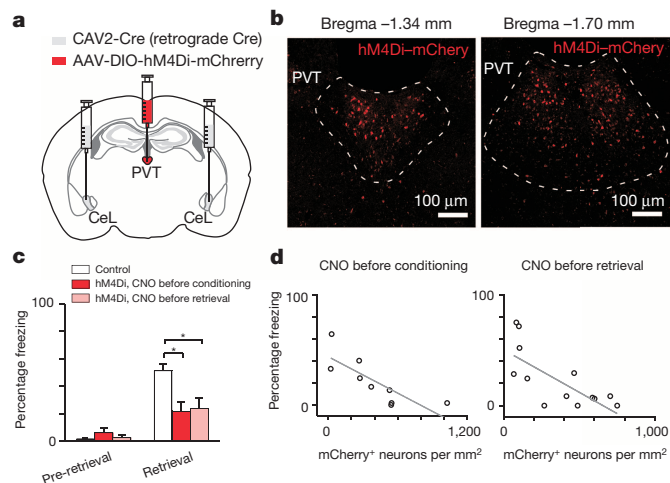 a
CAV2-Cre (retrograde Cre)
AAV-DIO-hM4Di-mChrerry
PVT
CeL
CeL
b
Bregma –1.34 mm
Bregma –1.70 mm
hM4Di–mChery
hM4Di–mChery
PVT
PVT
100 μm
100 μm
c
Control
hM4Di, CNO before conditioning
hM4Di, CNO before retrieval
100
Percentage freezing
*
*
0
Pre-retrieval
Retrieval
d
CNO before conditioning
CNO before retrieval
100
Percentage freezing
0
0
1,200
mCherry⁺ neurons per mm²
100
Percentage freezing
0
0
1,000
mCherry⁺ neurons per mm²